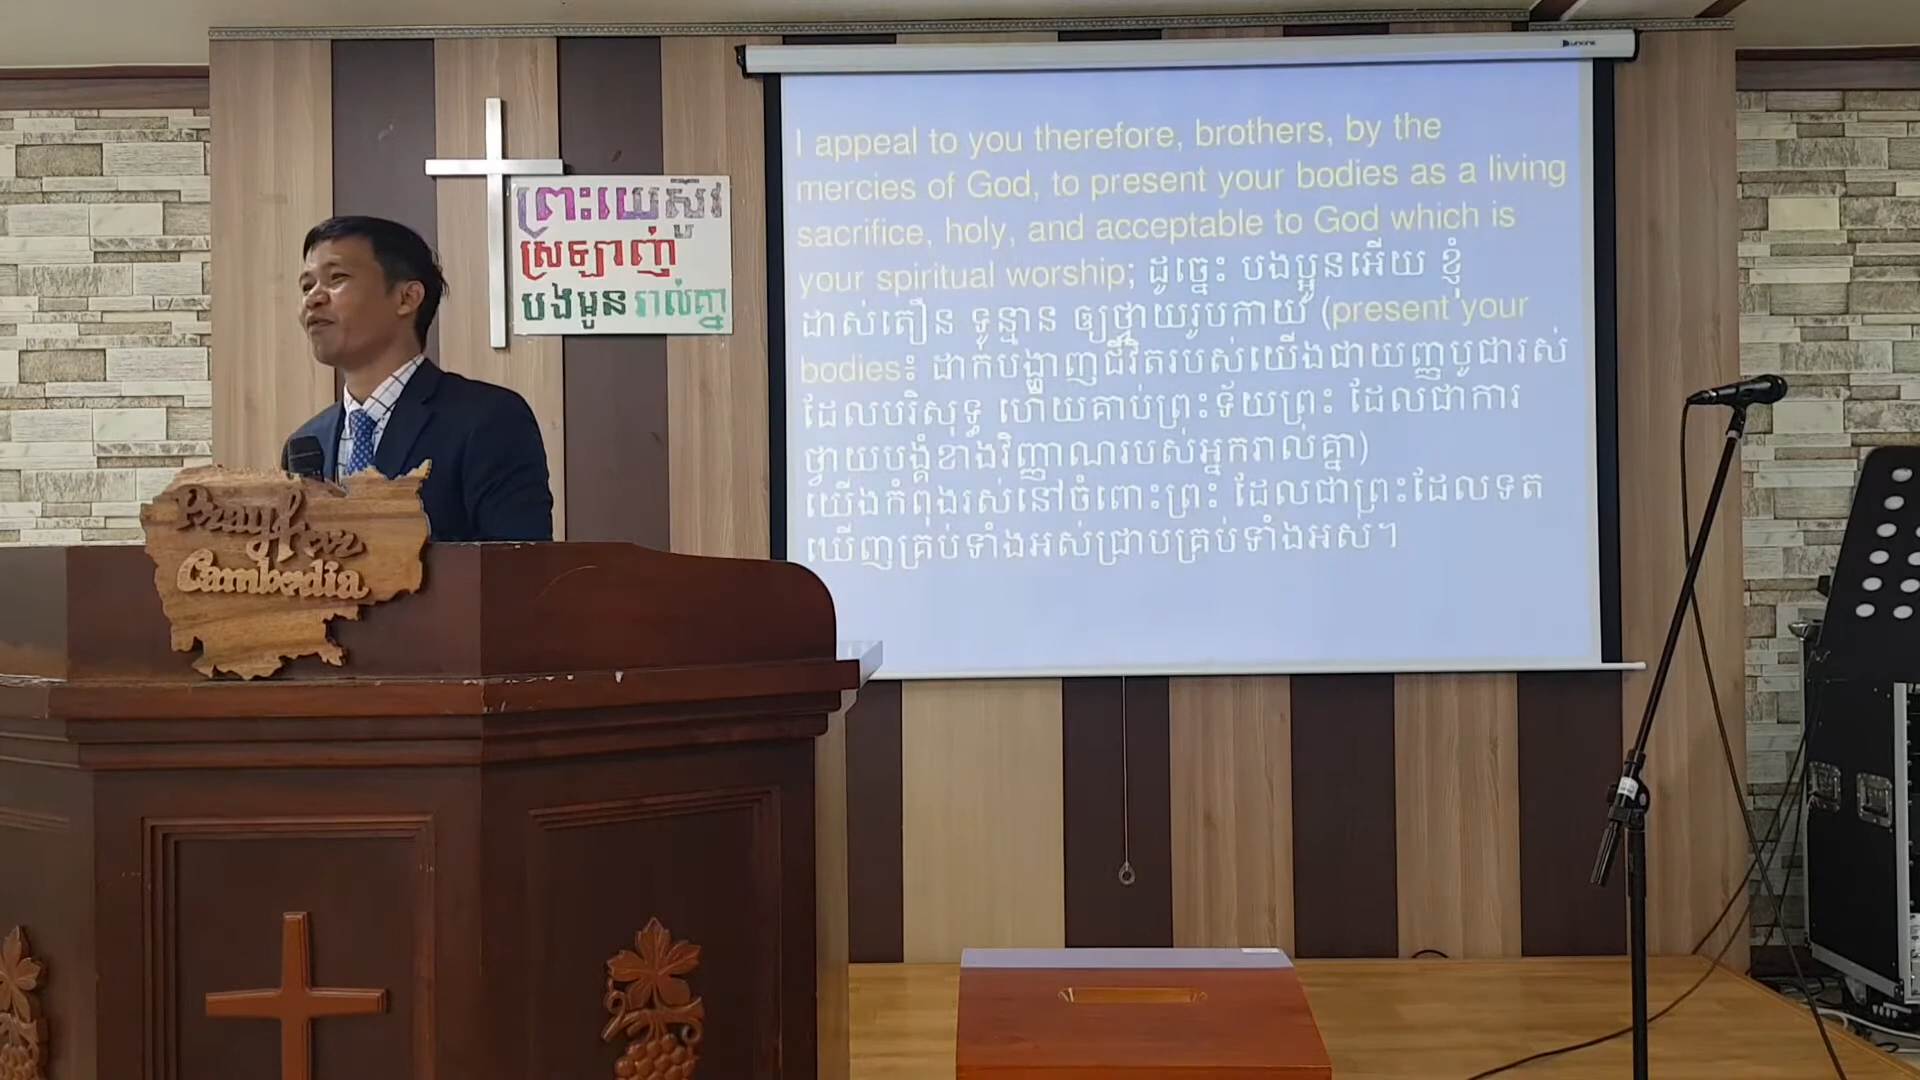 ព្រះយេស៊ូវ
ស្រឡាញ់
បងប្អូន រាល់គ្នា
I appeal to you therefore, brothers, by the
mercies of God, to present your bodies as a living
sacrifice, holy, and acceptable to God which is
your spiritual worship; ដូច្នេះ បងប្អូនអើយ ខ្ញុំ
ដាស់តឿន ទូន្មាន ឲ្យថ្វាយរូបកាយ (present your
bodies៖ ដាក់បង្ហាញជីវិតរបស់យើងជាយញ្ញបូជារស់
ដែលបរិសុទ្ធ ហើយគាប់ព្រះទ័យព្រះ ដែលជាការ
ថ្វាយបង្គំខាងវិញ្ញាណរបស់អ្នករាល់គ្នា)
យើងកំពុងរស់នៅចំពោះព្រះ ដែលជាព្រះដែលទត
ឃើញគ្រប់ទាំងអស់ជ្រាបគ្រប់ទាំងអស់។
Pray for
Cambodia